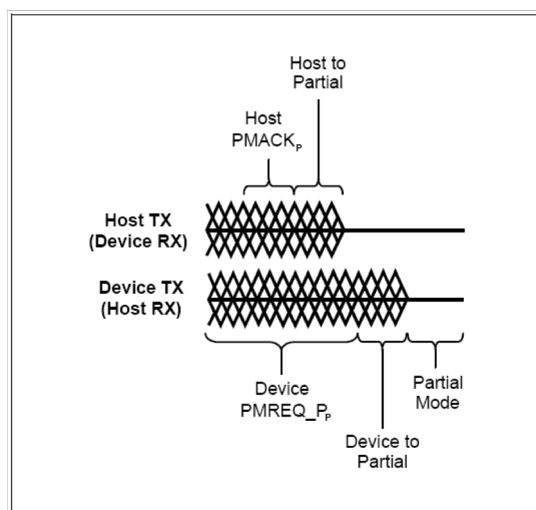 Host to
Partial
Host
PMACKP
Host TX
(Device RX)
Device TX
(Host RX)
Device
PMREQ_PP
Partial
Mode
Device to
Partial